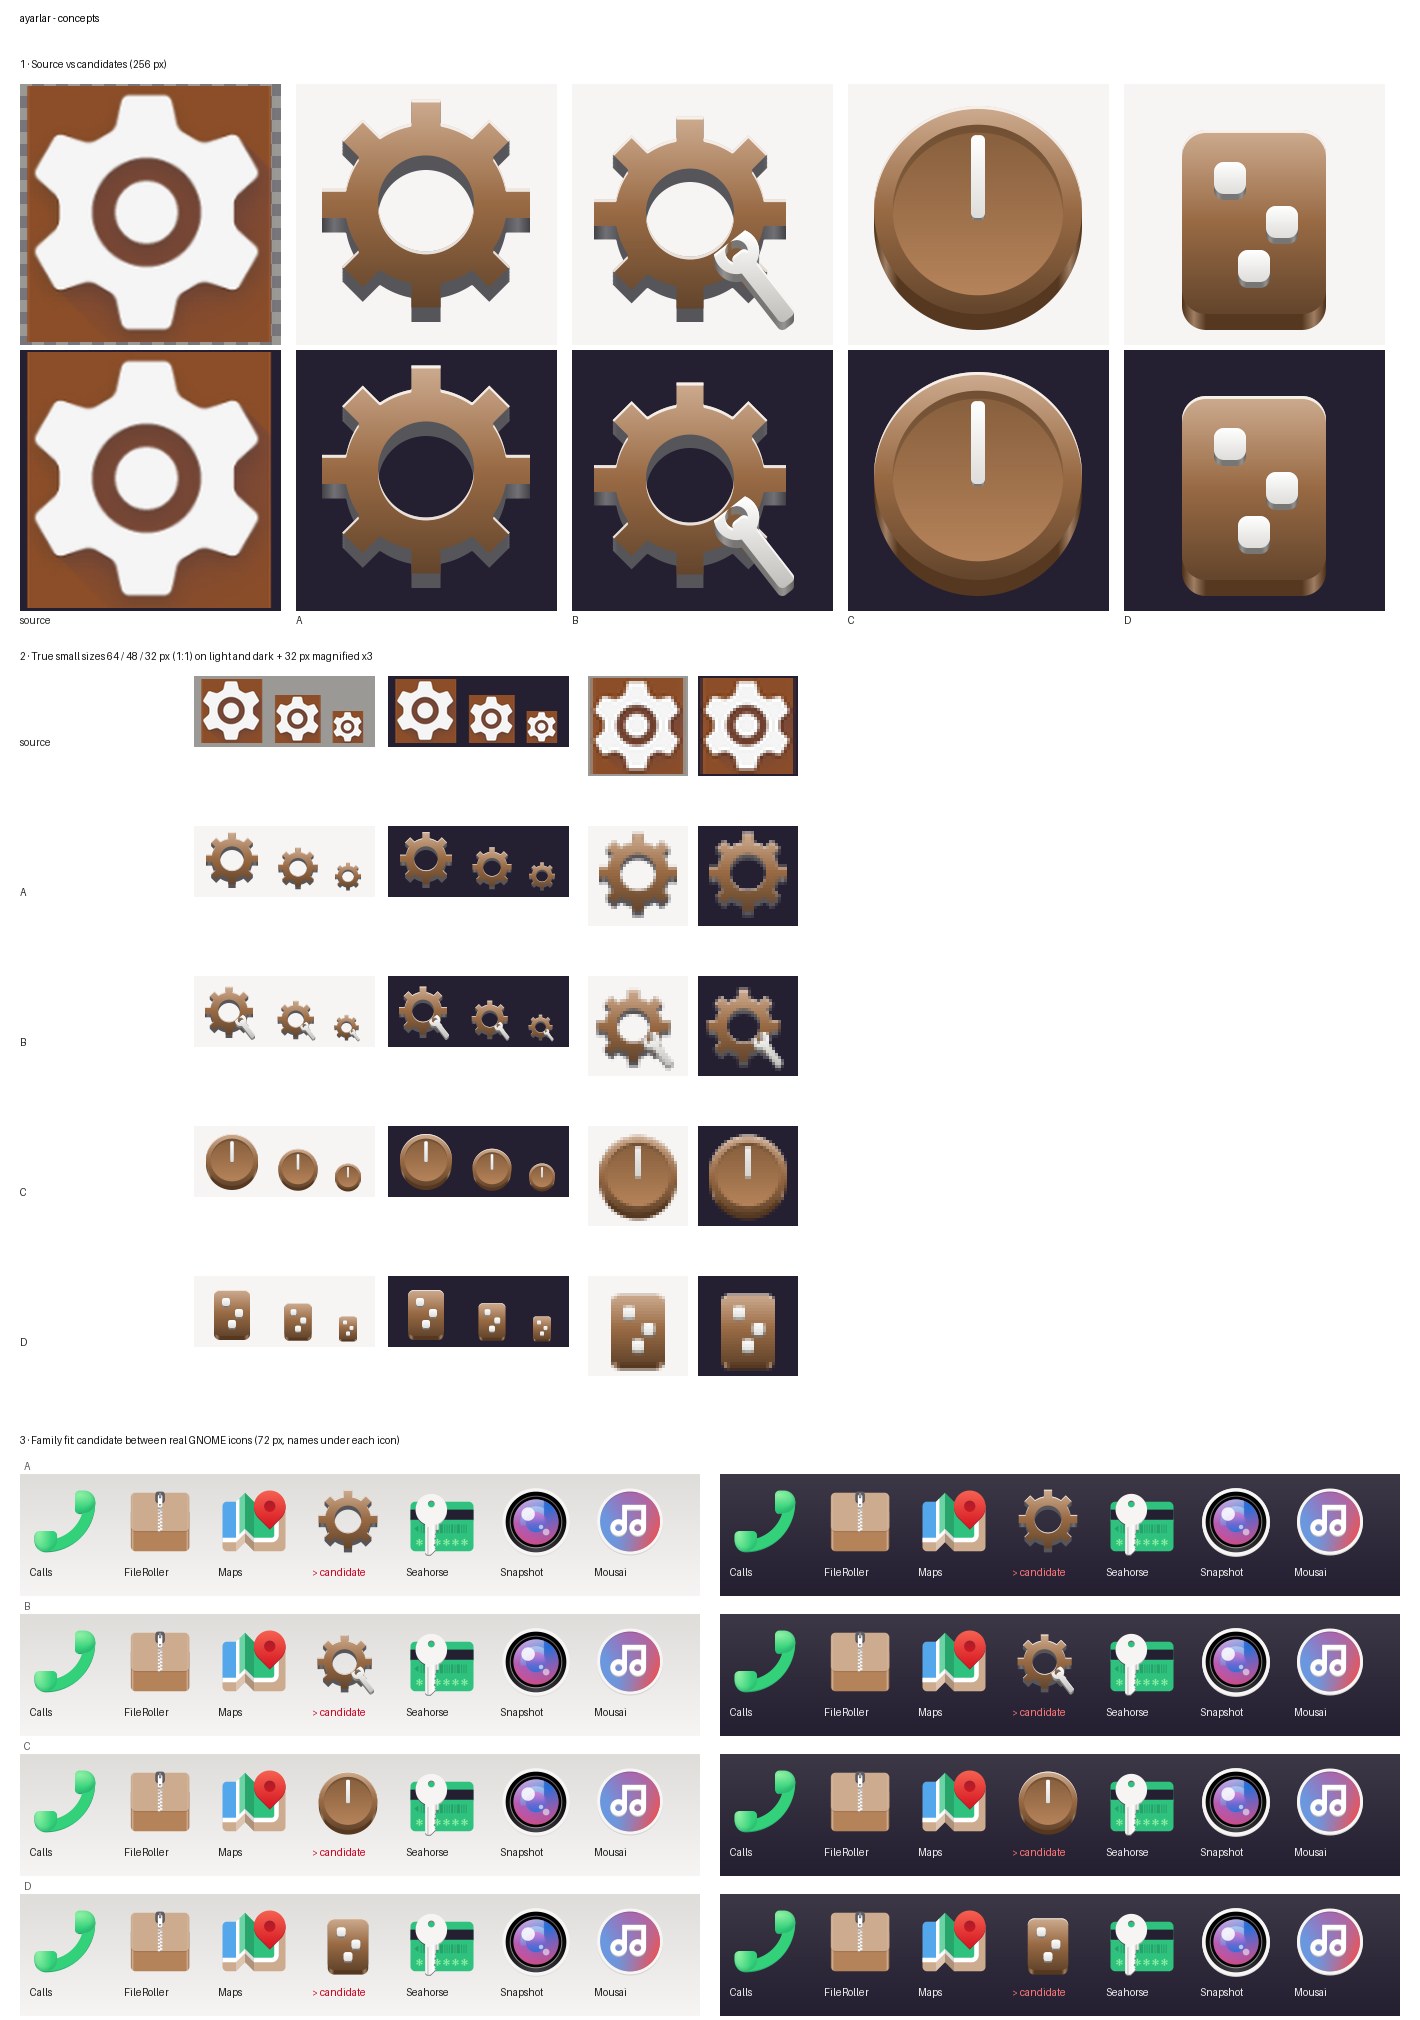 ayarlar - concepts
1 · Source vs candidates (256 px)
source A B C D
2 · True small sizes 64 / 48 / 32 px (1:1) on light and dark + 32 px magnified x3
source
A
B
C
D
3 · Family fit: candidate between real GNOME icons (72 px, names under each icon)
A
Calls FileRoller Maps > candidate Seahorse Snapshot Mousai Calls FileRoller Maps > candidate Seahorse Snapshot Mousai
B
Calls FileRoller Maps > candidate Seahorse Snapshot Mousai Calls FileRoller Maps > candidate Seahorse Snapshot Mousai
C
Calls FileRoller Maps > candidate Seahorse Snapshot Mousai Calls FileRoller Maps > candidate Seahorse Snapshot Mousai
D
Calls FileRoller Maps > candidate Seahorse Snapshot Mousai Calls FileRoller Maps > candidate Seahorse Snapshot Mousai